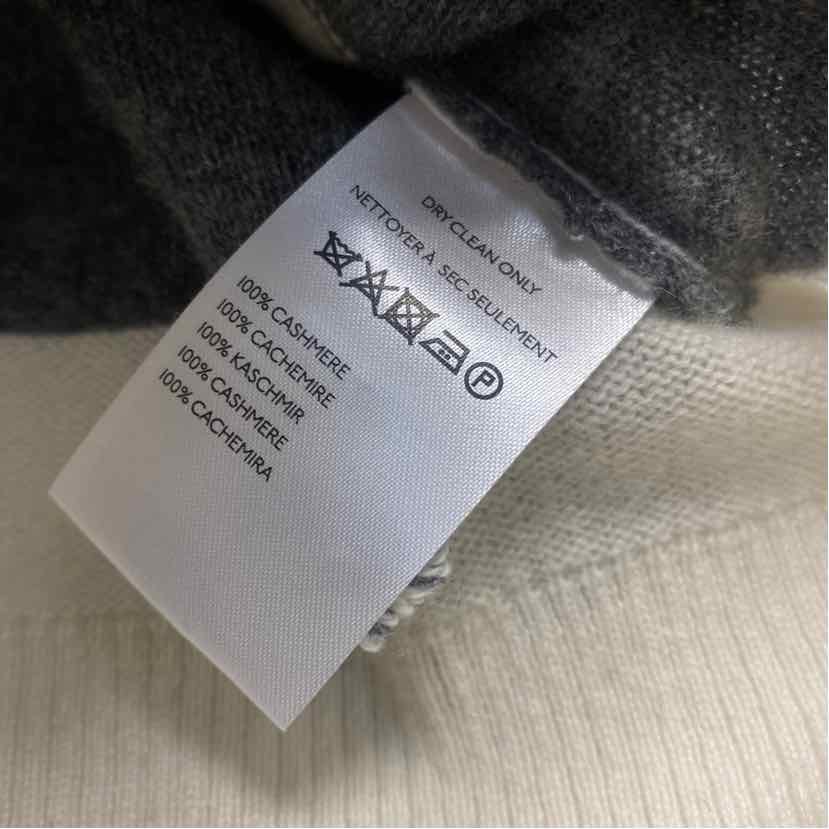 DRY CLEAN ONLY
NETTOYER À SEC SEULEMENT
P
100% CASHMERE
100% CACHEMIRE
100% KASCHMIR
100% CASHMERE
100% CACHEMIRA